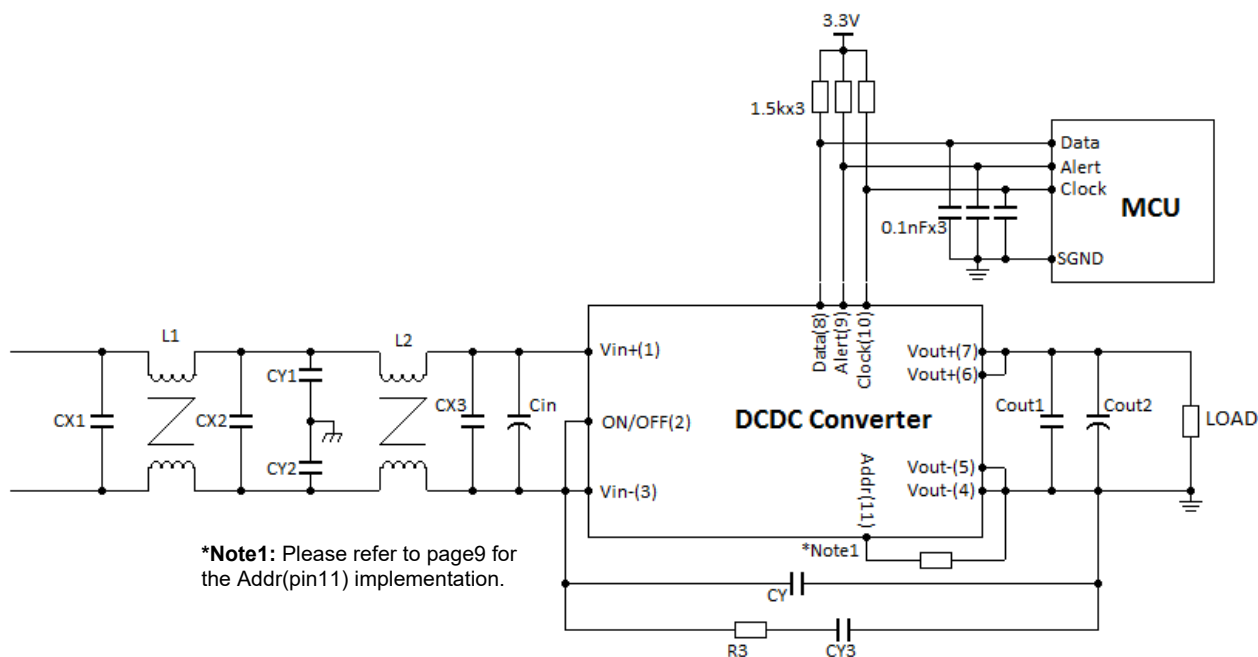 3.3V
1.5kx3
Data
Alert
Clock
MCU
0.1nFx3
SGND
L1
L2
Vin+(1)
Data(8)
Alert(9)
Clock(10)
Vout+(7)
Vout+(6)
CY1
CX1
CX2
CX3
Cin
ON/OFF(2)
DCDC Converter
Cout1
Cout2
LOAD
CY2
Vin-(3)
Addr(11)
Vout-(5)
Vout-(4)
*Note1: Please refer to page9 for
the Addr(pin11) implementation.
*Note1
CY
R3
CY3